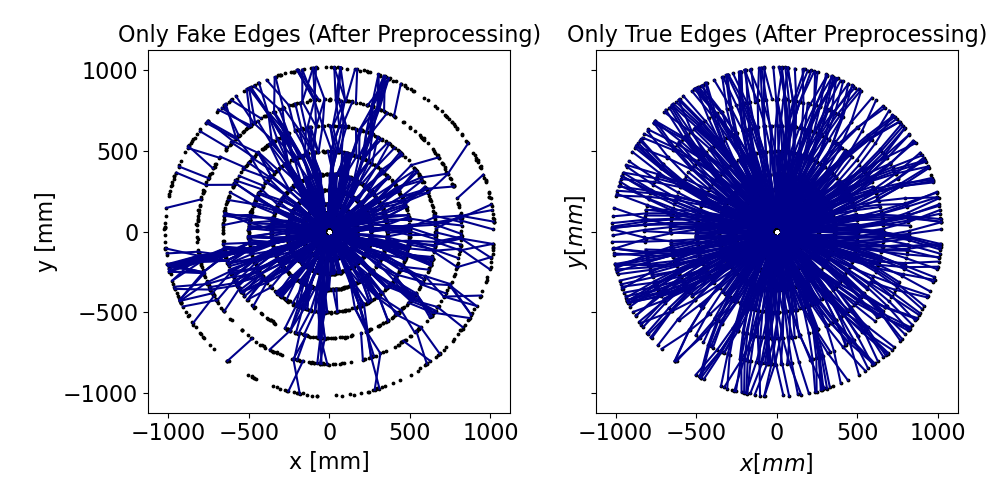 Only Fake Edges (After Preprocessing)
1000
500
0
−500
−1000
y [mm]
−1000 −500 0 500 1000
x [mm]
Only True Edges (After Preprocessing)
y[mm]
−1000 −500 0 500 1000
x[mm]